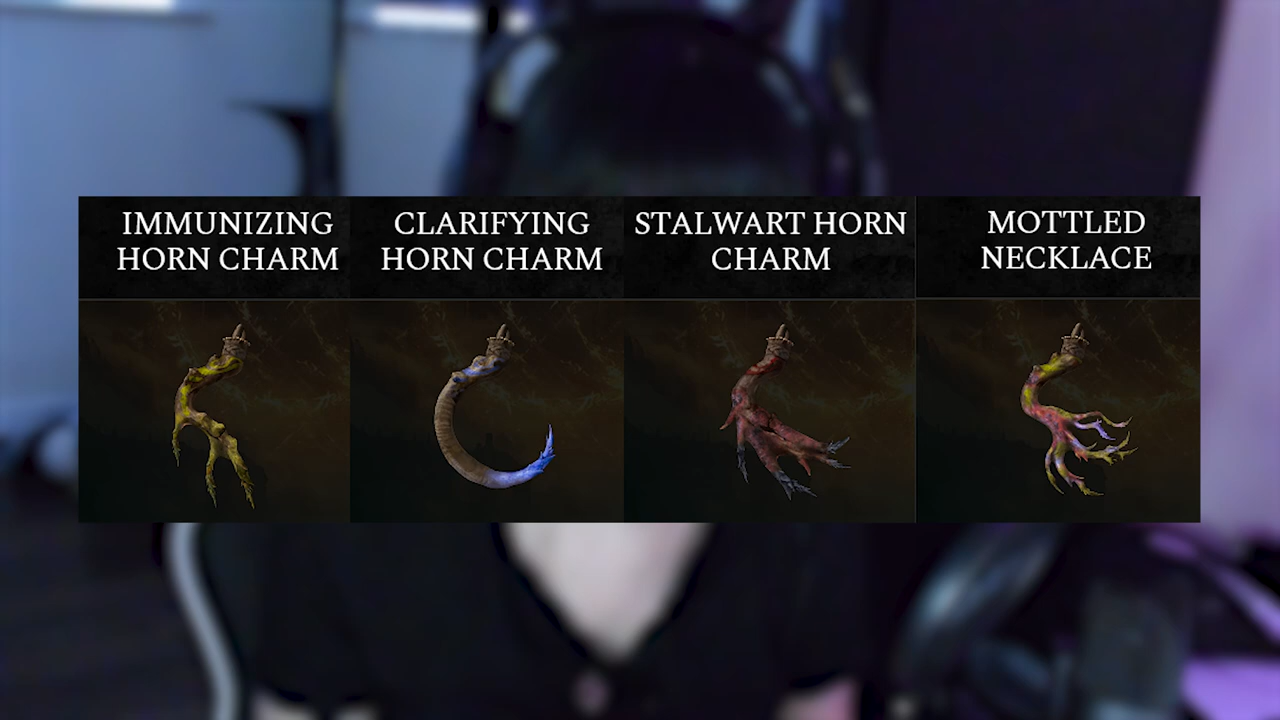 IMMUNIZING
HORN CHARM
CLARIFYING
HORN CHARM
STALWART HORN
CHARM
MOTTLED
NECKLACE